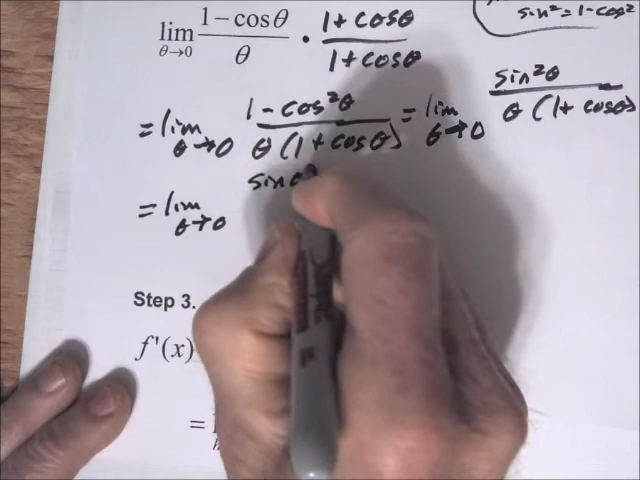 sin² = 1 - cos²
lim θ→0 (1 - cosθ)/θ • (1 + cosθ)/(1 + cosθ)
= lim θ→0 (1 - cos²θ)/(θ(1 + cosθ)) = lim θ→0 sin²θ/(θ(1 + cosθ))
= lim θ→0 sinθ
Step 3.
f'(x)
=